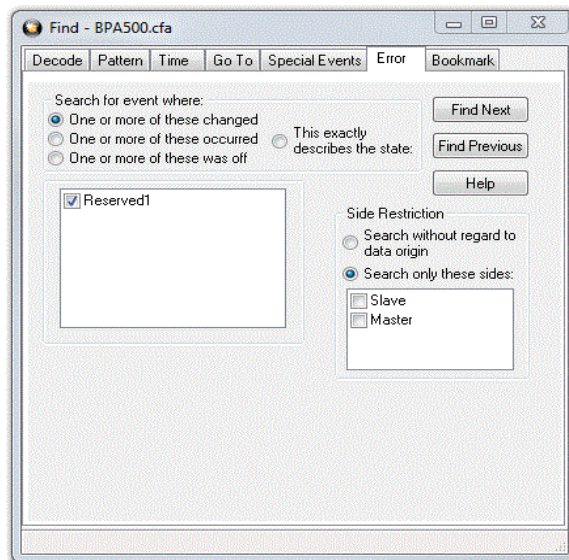 Find - BPA500.cfa
Decode Pattern Time Go To Special Events Error Bookmark
Search for event where:
One or more of these changed
One or more of these occurred
One or more of these was off
This exactly
describes the state:
Find Next
Find Previous
Help
Reserved1
Side Restriction
Search without regard to
data origin
Search only these sides:
Slave
Master